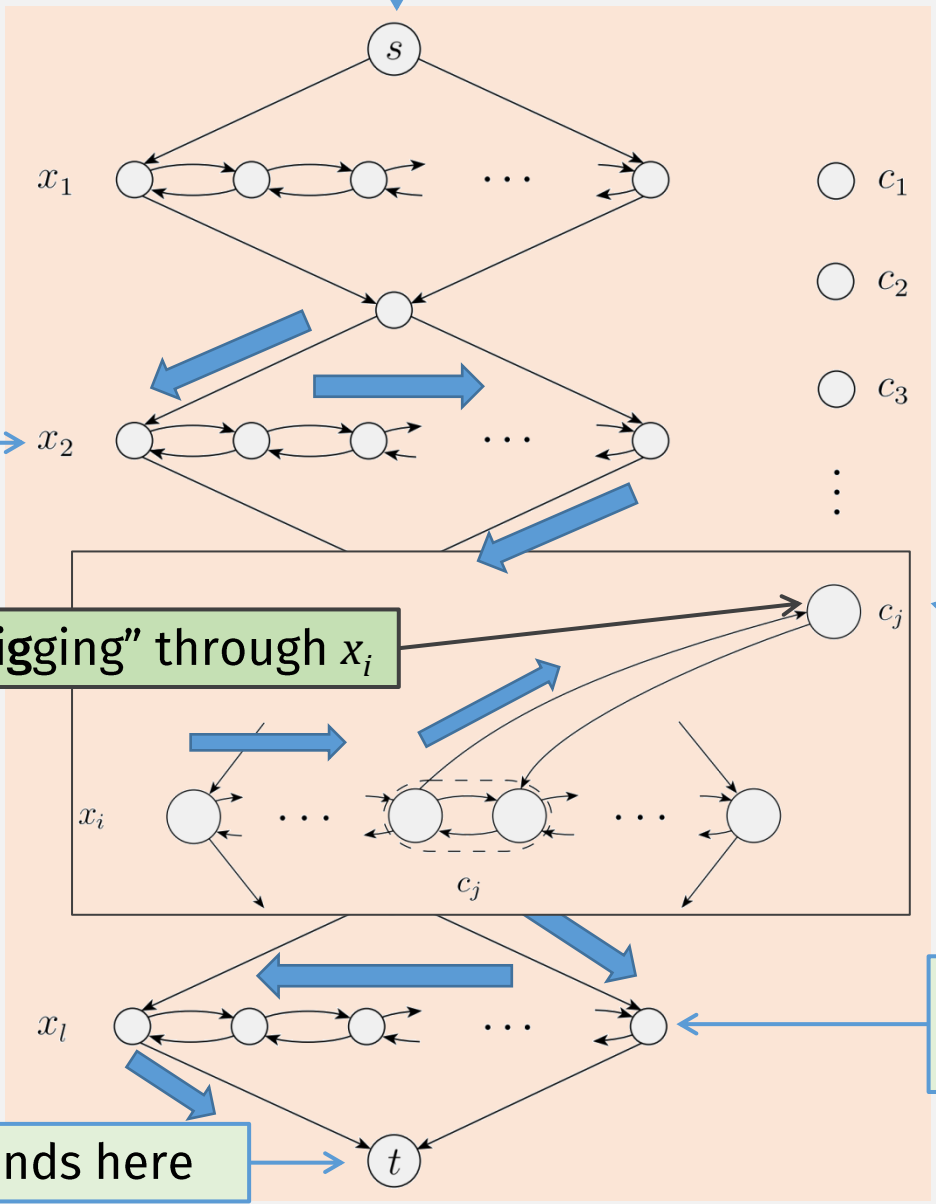 s
x₁ ··· c₁
c₂
c₃
x₂ ···
⋮
cⱼ
igging” through xᵢ
xᵢ ··· ···
cⱼ
xₗ ···
nds here
t